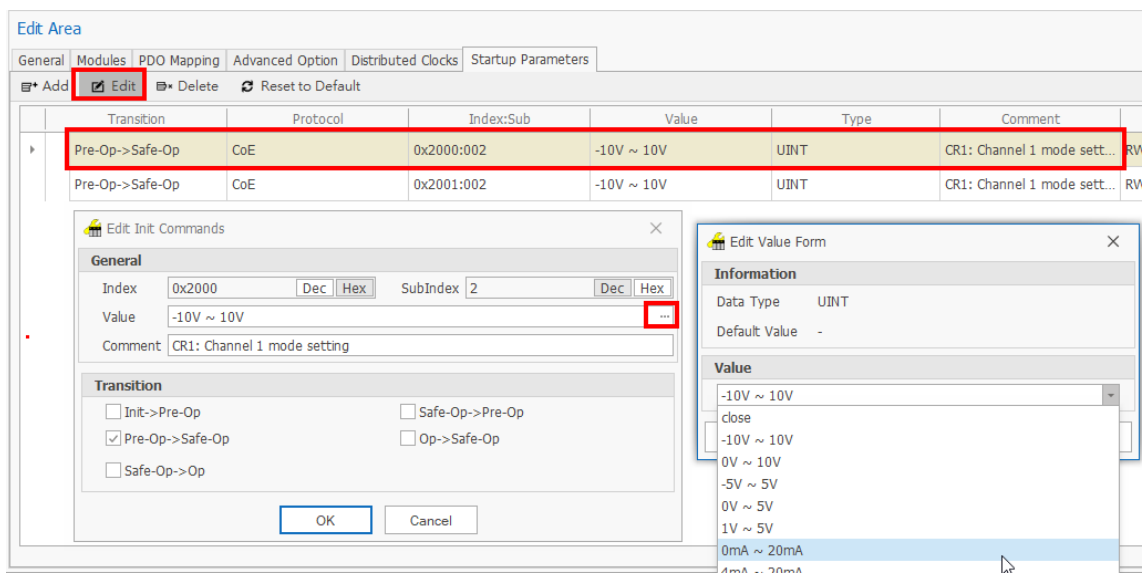 Edit Area
General Modules PDO Mapping Advanced Option Distributed Clocks Startup Parameters
Add Edit Delete Reset to Default
Transition Protocol Index:Sub Value Type Comment
Pre-Op->Safe-Op CoE 0x2000:002 -10V ~ 10V UINT CR1: Channel 1 mode sett... RW
Pre-Op->Safe-Op CoE 0x2001:002 -10V ~ 10V UINT CR1: Channel 1 mode sett... RW
Edit Init Commands
General
Index 0x2000 Dec Hex SubIndex 2 Dec Hex
Value -10V ~ 10V ...
Comment CR1: Channel 1 mode setting
Transition
Init->Pre-Op Safe-Op->Pre-Op
Pre-Op->Safe-Op Op->Safe-Op
Safe-Op->Op
OK Cancel
Edit Value Form
Information
Data Type UINT
Default Value -
Value
-10V ~ 10V
close
-10V ~ 10V
0V ~ 10V
-5V ~ 5V
0V ~ 5V
1V ~ 5V
0mA ~ 20mA
4mA ~ 20mA